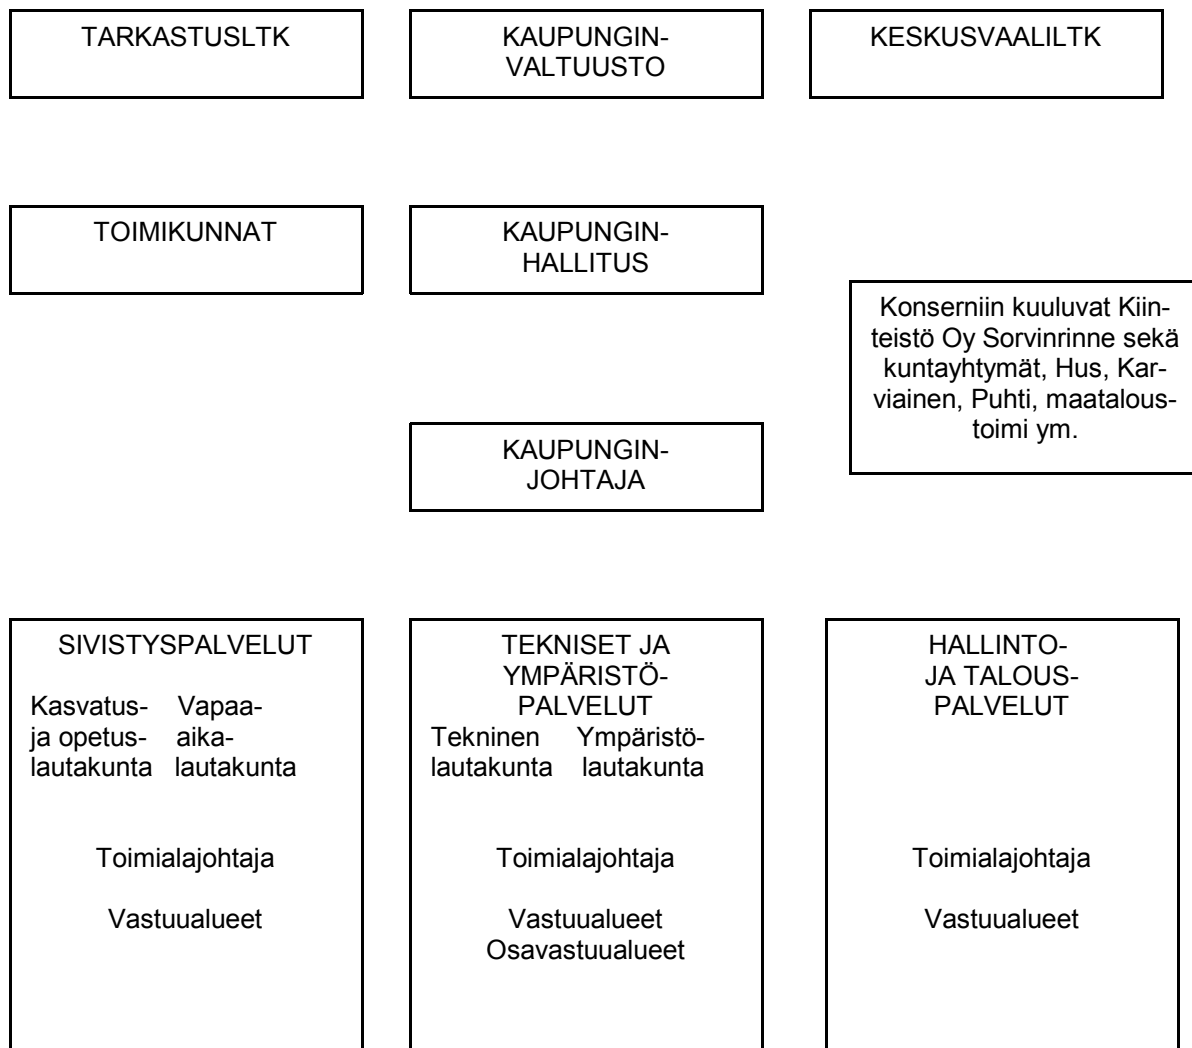 TARKASTUSLTK
KAUPUNGIN-
VALTUUSTO
KESKUSVAALILTK
TOIMIKUNNAT
KAUPUNGIN-
HALLITUS
Konserniin kuuluvat Kiin-
teistö Oy Sorvinrinne sekä
kuntayhtymät, Hus, Kar-
viainen, Puhti, maatalous-
toimi ym.
KAUPUNGIN-
JOHTAJA
SIVISTYSPALVELUT
Kasvatus- Vapaa-
ja opetus- aika-
lautakunta lautakunta
Toimialajohtaja
Vastuualueet
TEKNISET JA
YMPÄRISTÖ-
PALVELUT
Tekninen Ympäristö-
lautakunta lautakunta
Toimialajohtaja
Vastuualueet
Osavastuualueet
HALLINTO-
JA TALOUS-
PALVELUT
Toimialajohtaja
Vastuualueet